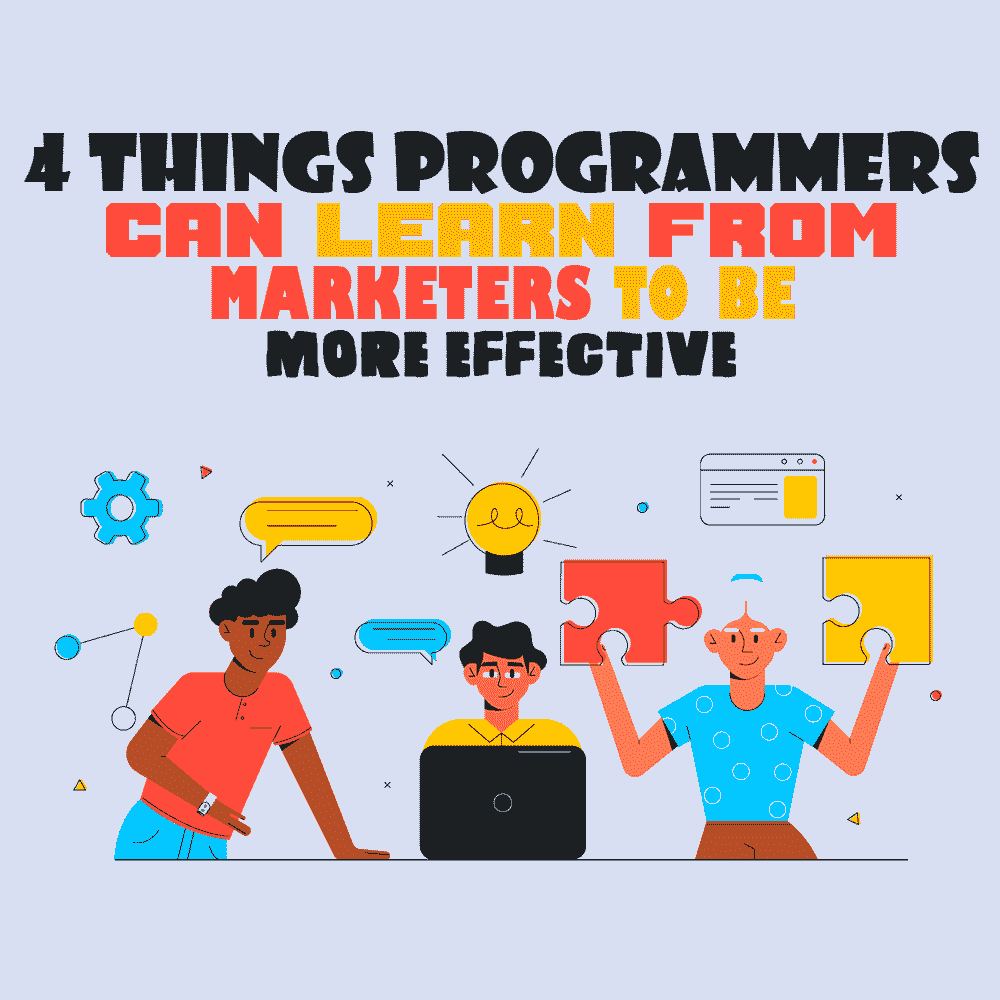 4 THINGS PROGRAMMERS
CAN LEARN FROM
MARKETERS TO BE
MORE EFFECTIVE